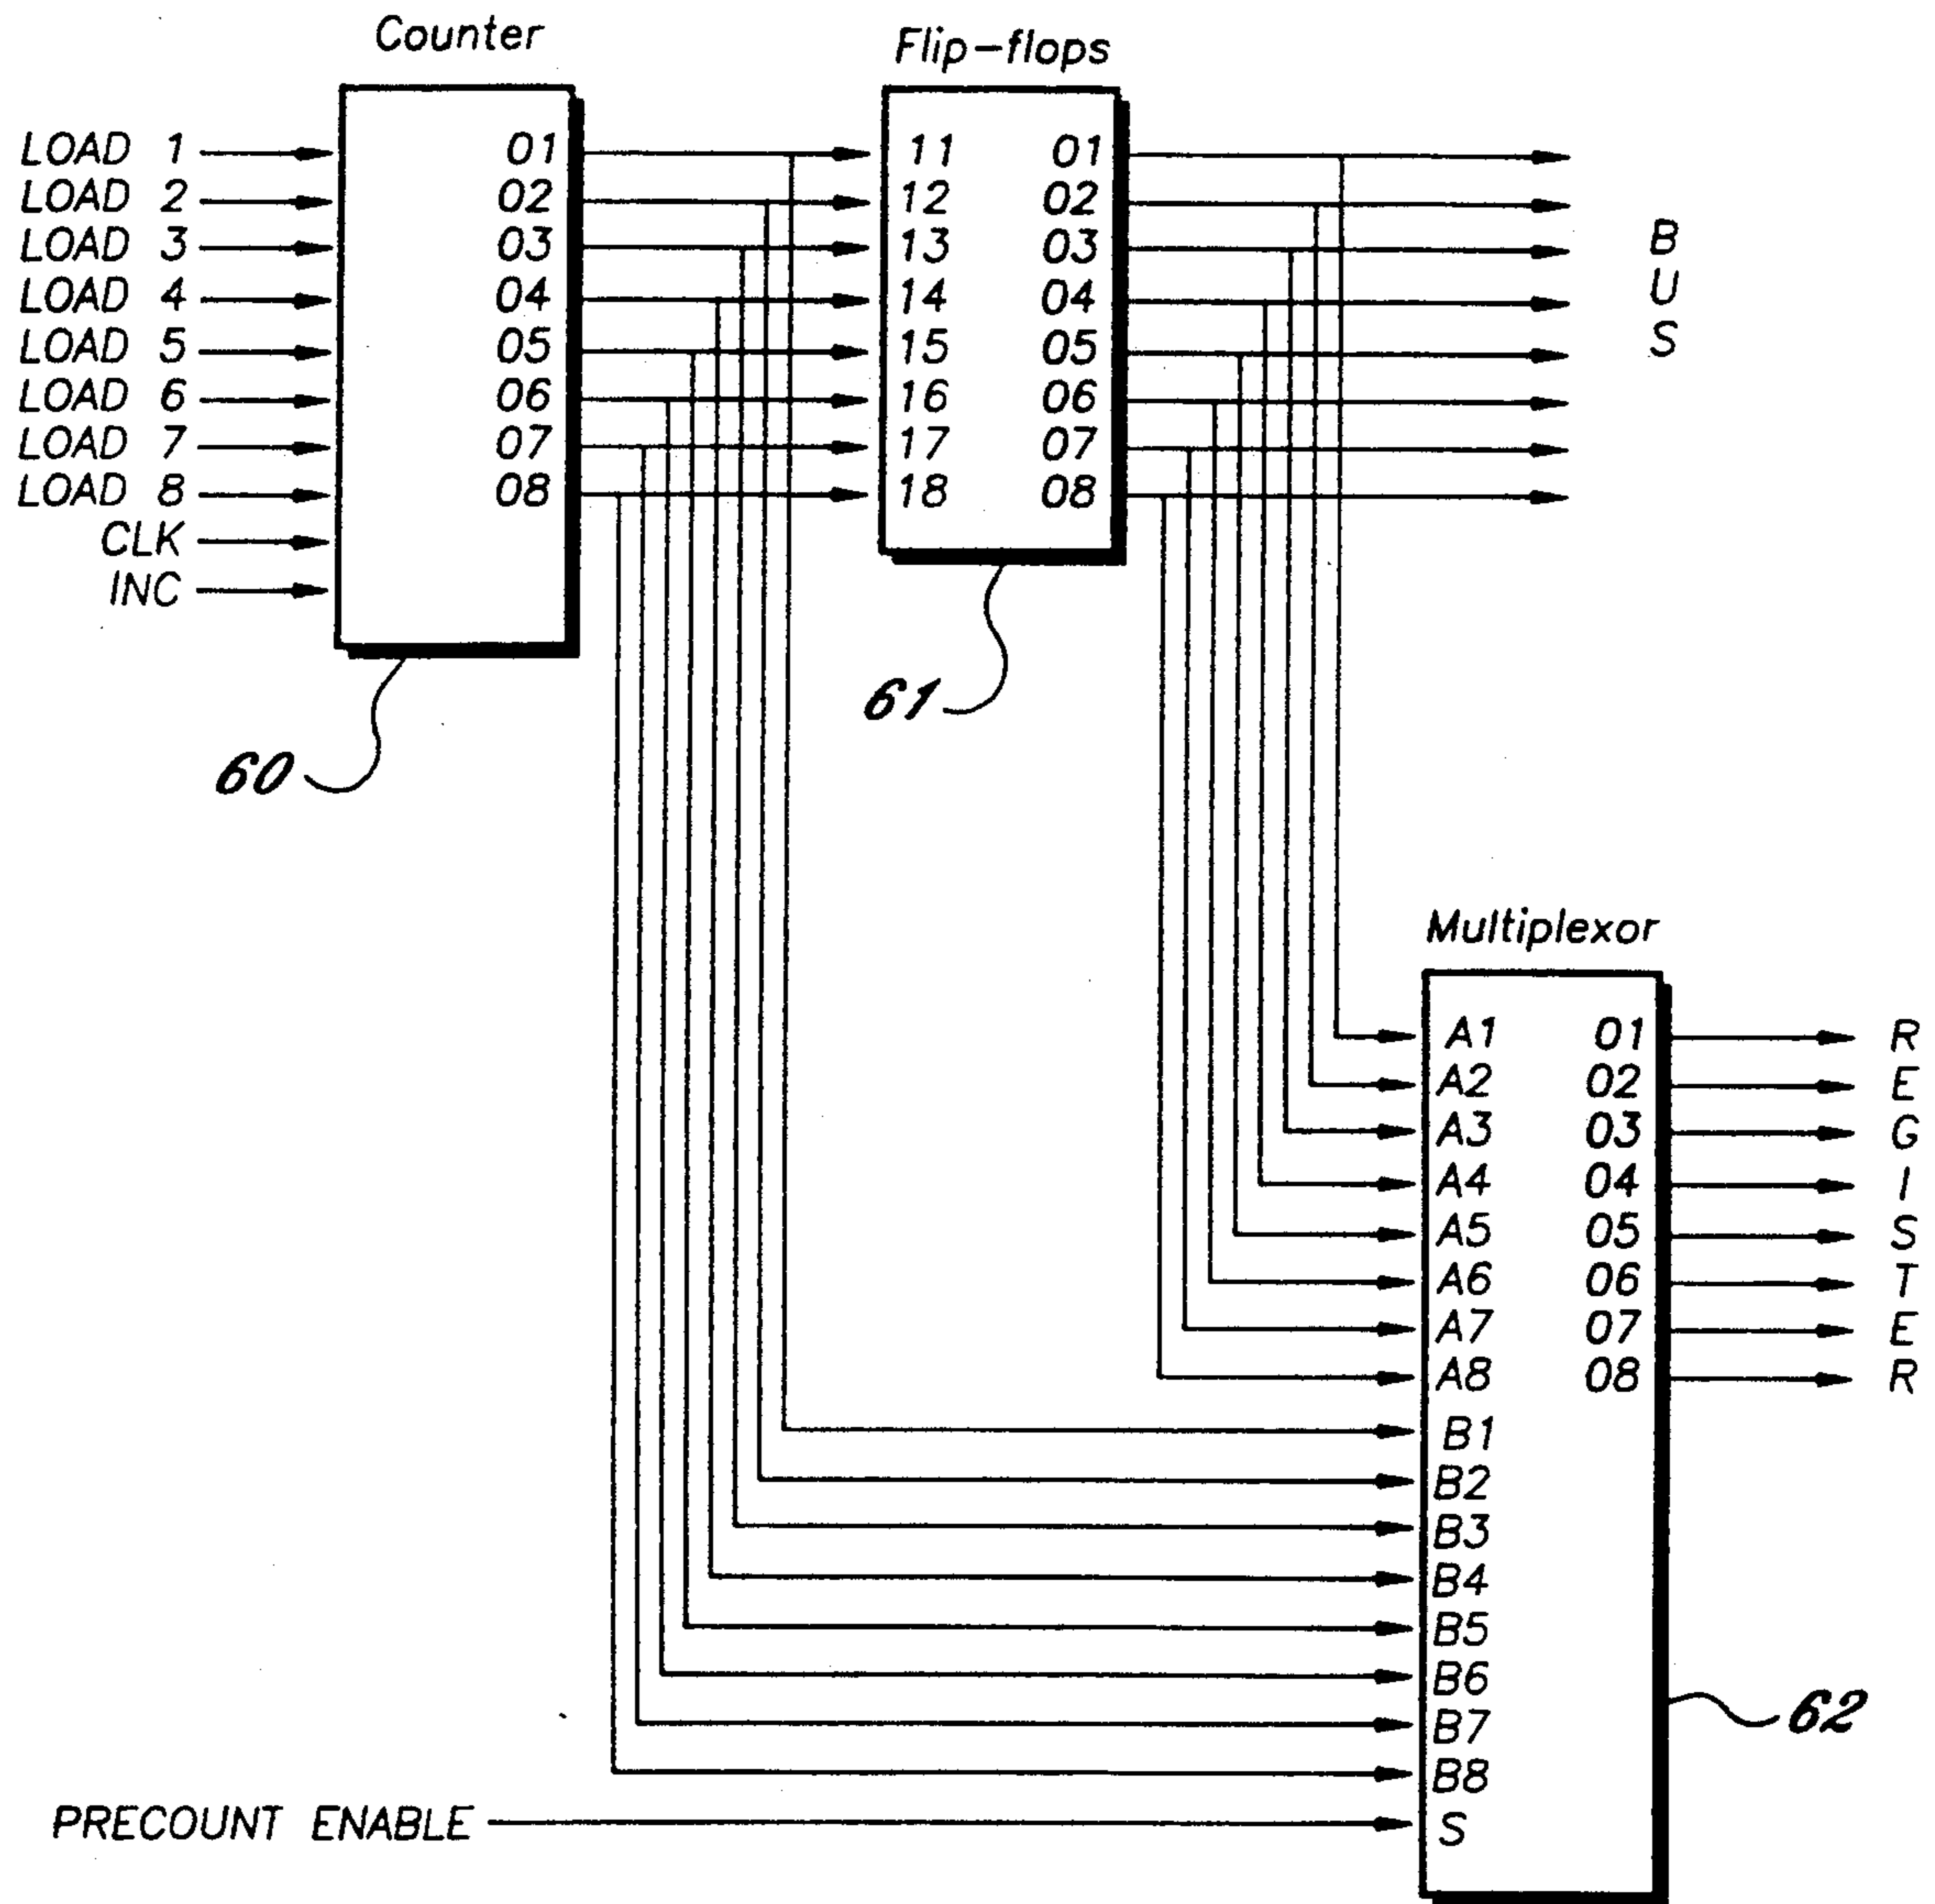 Counter
Flip-flops
LOAD 1 01 11 01
LOAD 2 02 12 02
LOAD 3 03 13 03 B
LOAD 4 04 14 04 U
LOAD 5 05 15 05 S
LOAD 6 06 16 06
LOAD 7 07 17 07
LOAD 8 08 18 08
CLK
INC
61
60
Multiplexor
A1 01 R
A2 02 E
A3 03 G
A4 04 I
A5 05 S
A6 06 T
A7 07 E
A8 08 R
B1
B2
B3
B4
B5
B6
B7
62
B8
PRECOUNT ENABLE S